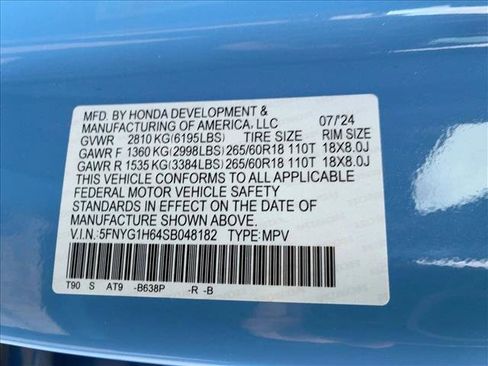 MFD. BY HONDA DEVELOPMENT &
MANUFACTURING OF AMERICA, LLC 07/'24
GVWR 2810 KG(6195LBS) TIRE SIZE RIM SIZE
GAWR F 1360 KG(2998LBS) 265/60R18 110T 18X8.0J
GAWR R 1535 KG(3384LBS) 265/60R18 110T 18X8.0J
THIS VEHICLE CONFORMS TO ALL APPLICABLE
FEDERAL MOTOR VEHICLE SAFETY
STANDARDS IN EFFECT ON THE DATE OF
MANUFACTURE SHOWN ABOVE.
V.I.N.: 5FNYG1H64SB048182 TYPE: MPV
T90 S AT9 -B638P -R -B